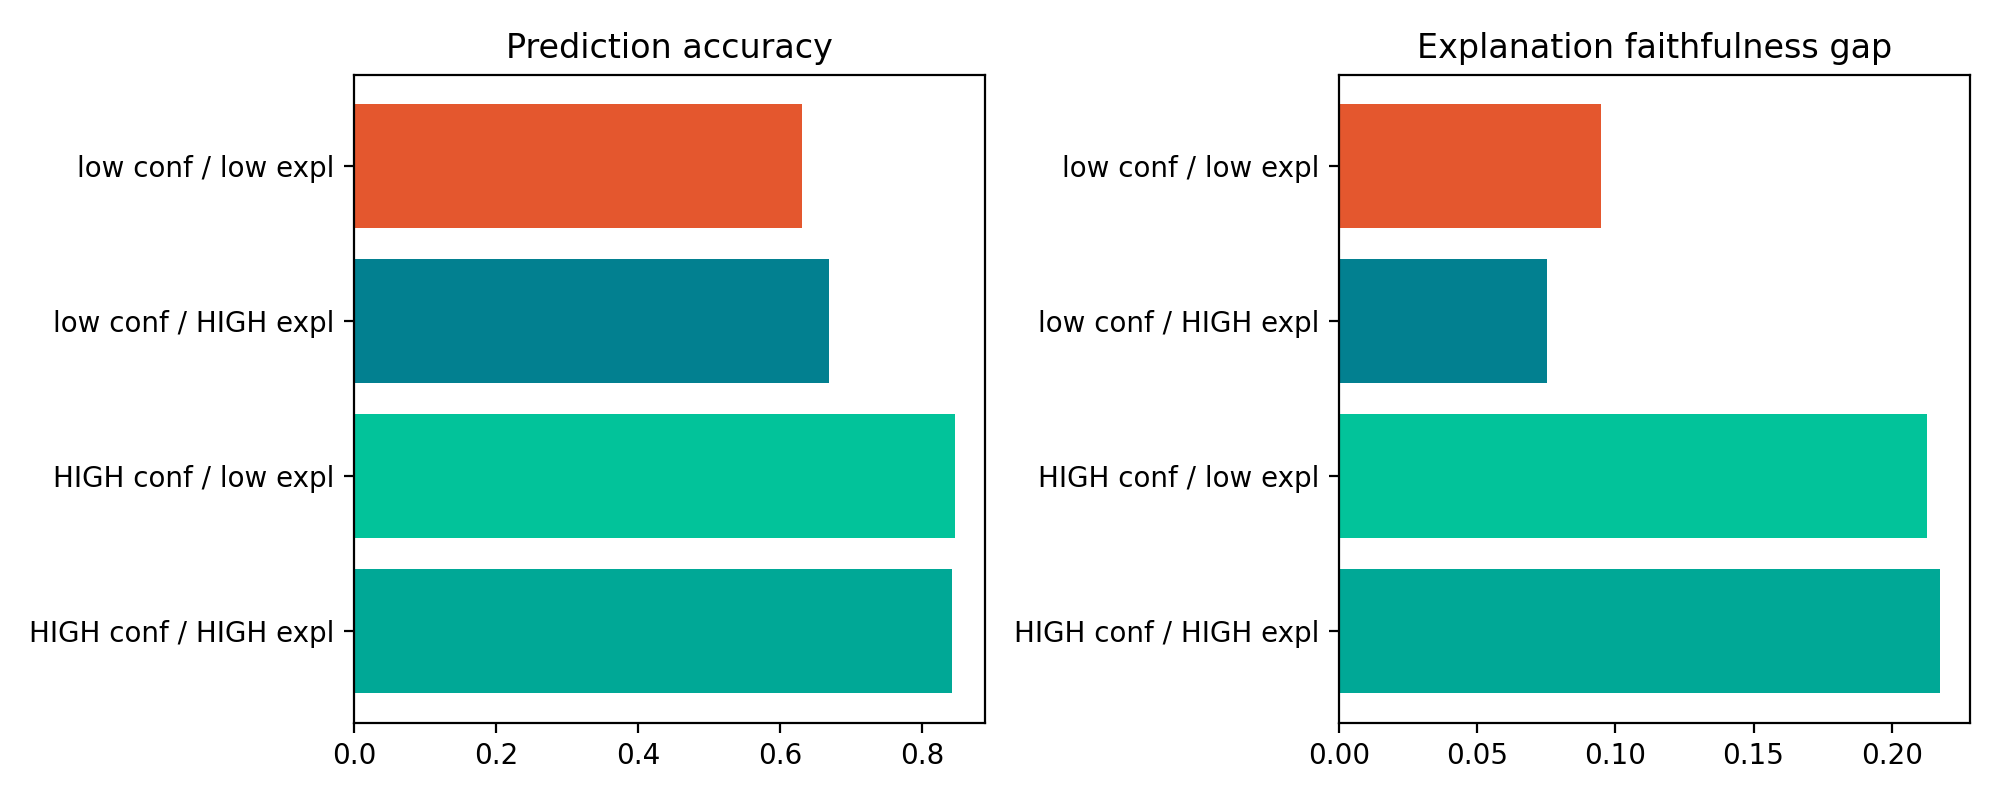 Prediction accuracy
low conf / low expl
low conf / HIGH expl
HIGH conf / low expl
HIGH conf / HIGH expl
0.0 0.2 0.4 0.6 0.8
Explanation faithfulness gap
low conf / low expl
low conf / HIGH expl
HIGH conf / low expl
HIGH conf / HIGH expl
0.00 0.05 0.10 0.15 0.20